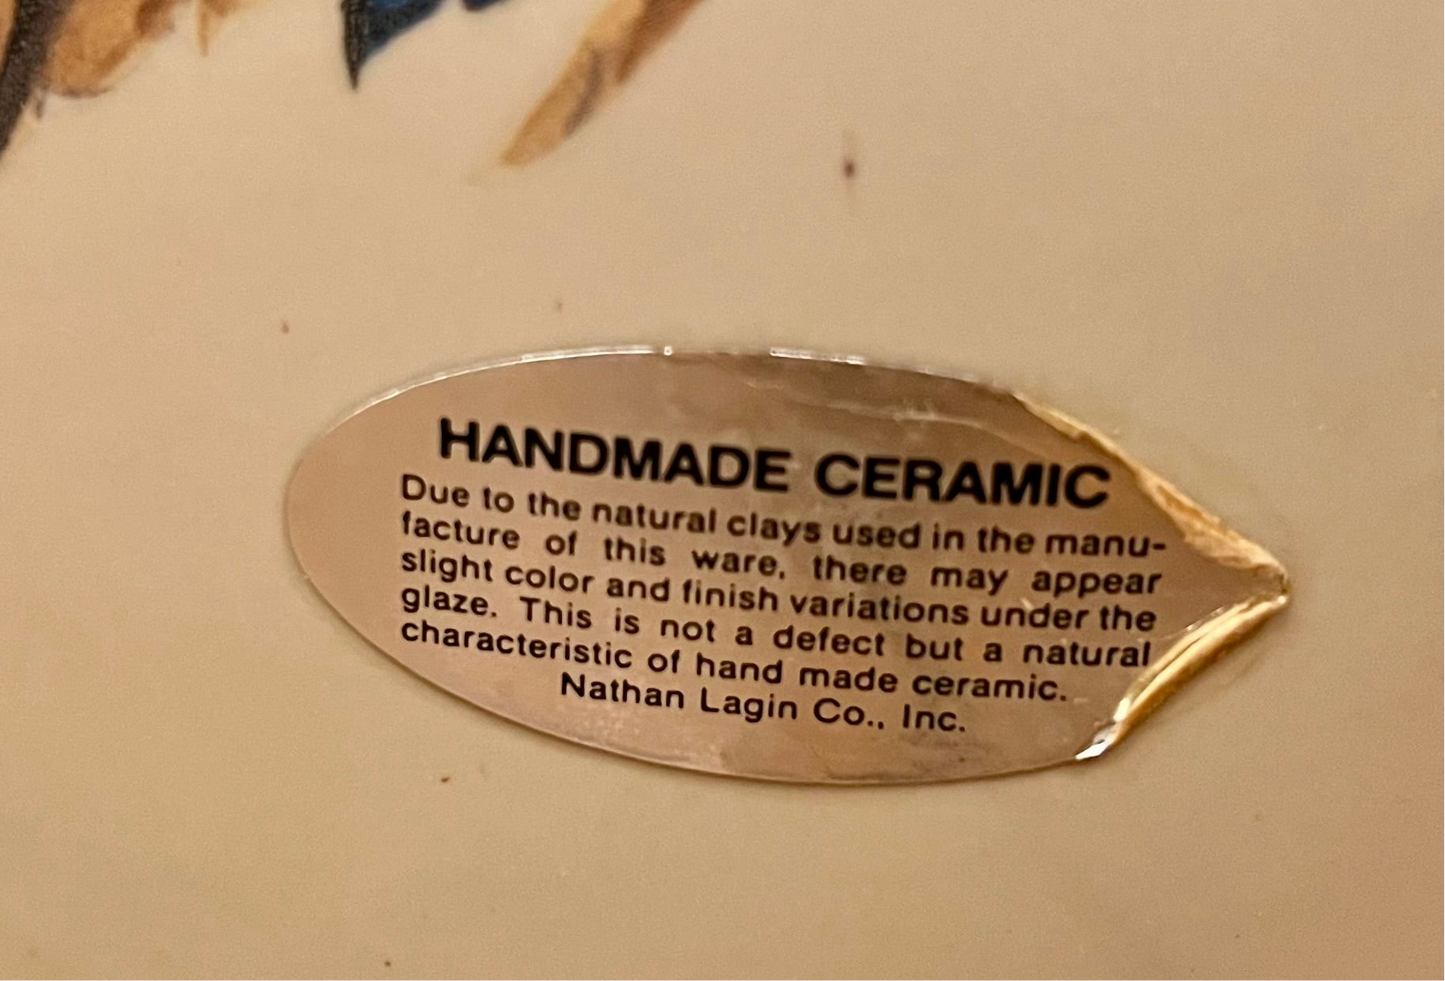 HANDMADE CERAMIC
Due to the natural clays used in the manu-
facture of this ware, there may appear
slight color and finish variations under the
glaze. This is not a defect but a natural
characteristic of hand made ceramic.
Nathan Lagin Co., Inc.